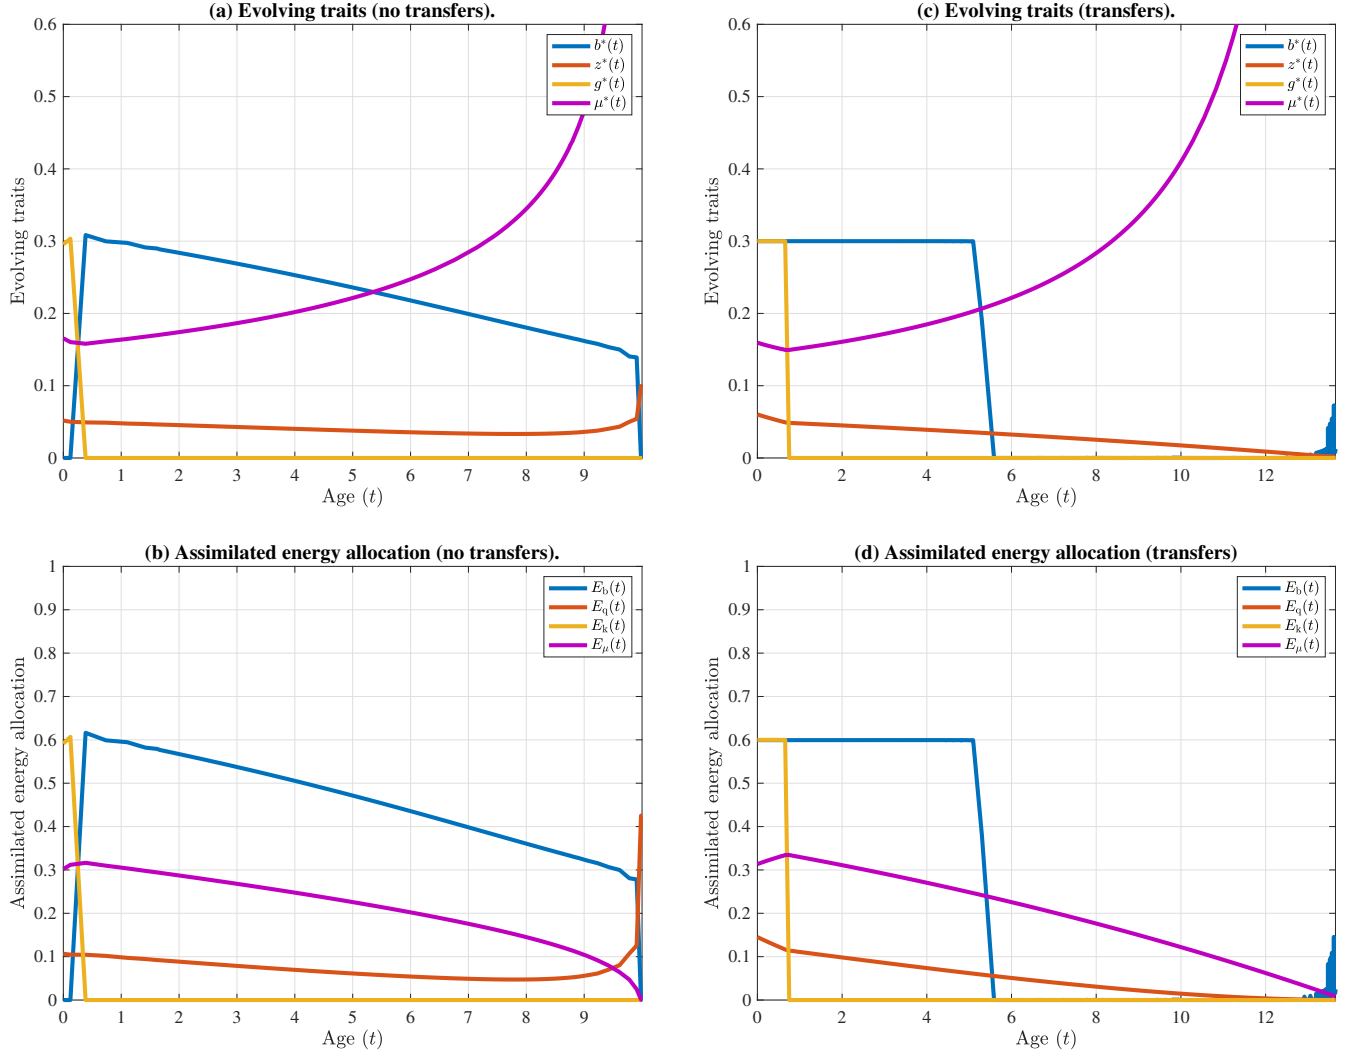 (a) Evolving traits (no transfers).
Evolving traits
0.6
0.5
0.4
0.3
0.2
0.1
0
b*(t)
z*(t)
g*(t)
μ*(t)
0 1 2 3 4 5 6 7 8 9
Age (t)
(c) Evolving traits (transfers).
Evolving traits
0.6
0.5
0.4
0.3
0.2
0.1
0
b*(t)
z*(t)
g*(t)
μ*(t)
0 2 4 6 8 10 12
Age (t)
(b) Assimilated energy allocation (no transfers).
Assimilated energy allocation
1
0.9
0.8
0.7
0.6
0.5
0.4
0.3
0.2
0.1
0
E_b(t)
E_q(t)
E_k(t)
E_μ(t)
0 1 2 3 4 5 6 7 8 9
Age (t)
(d) Assimilated energy allocation (transfers)
Assimilated energy allocation
1
0.9
0.8
0.7
0.6
0.5
0.4
0.3
0.2
0.1
0
E_b(t)
E_q(t)
E_k(t)
E_μ(t)
0 2 4 6 8 10 12
Age (t)